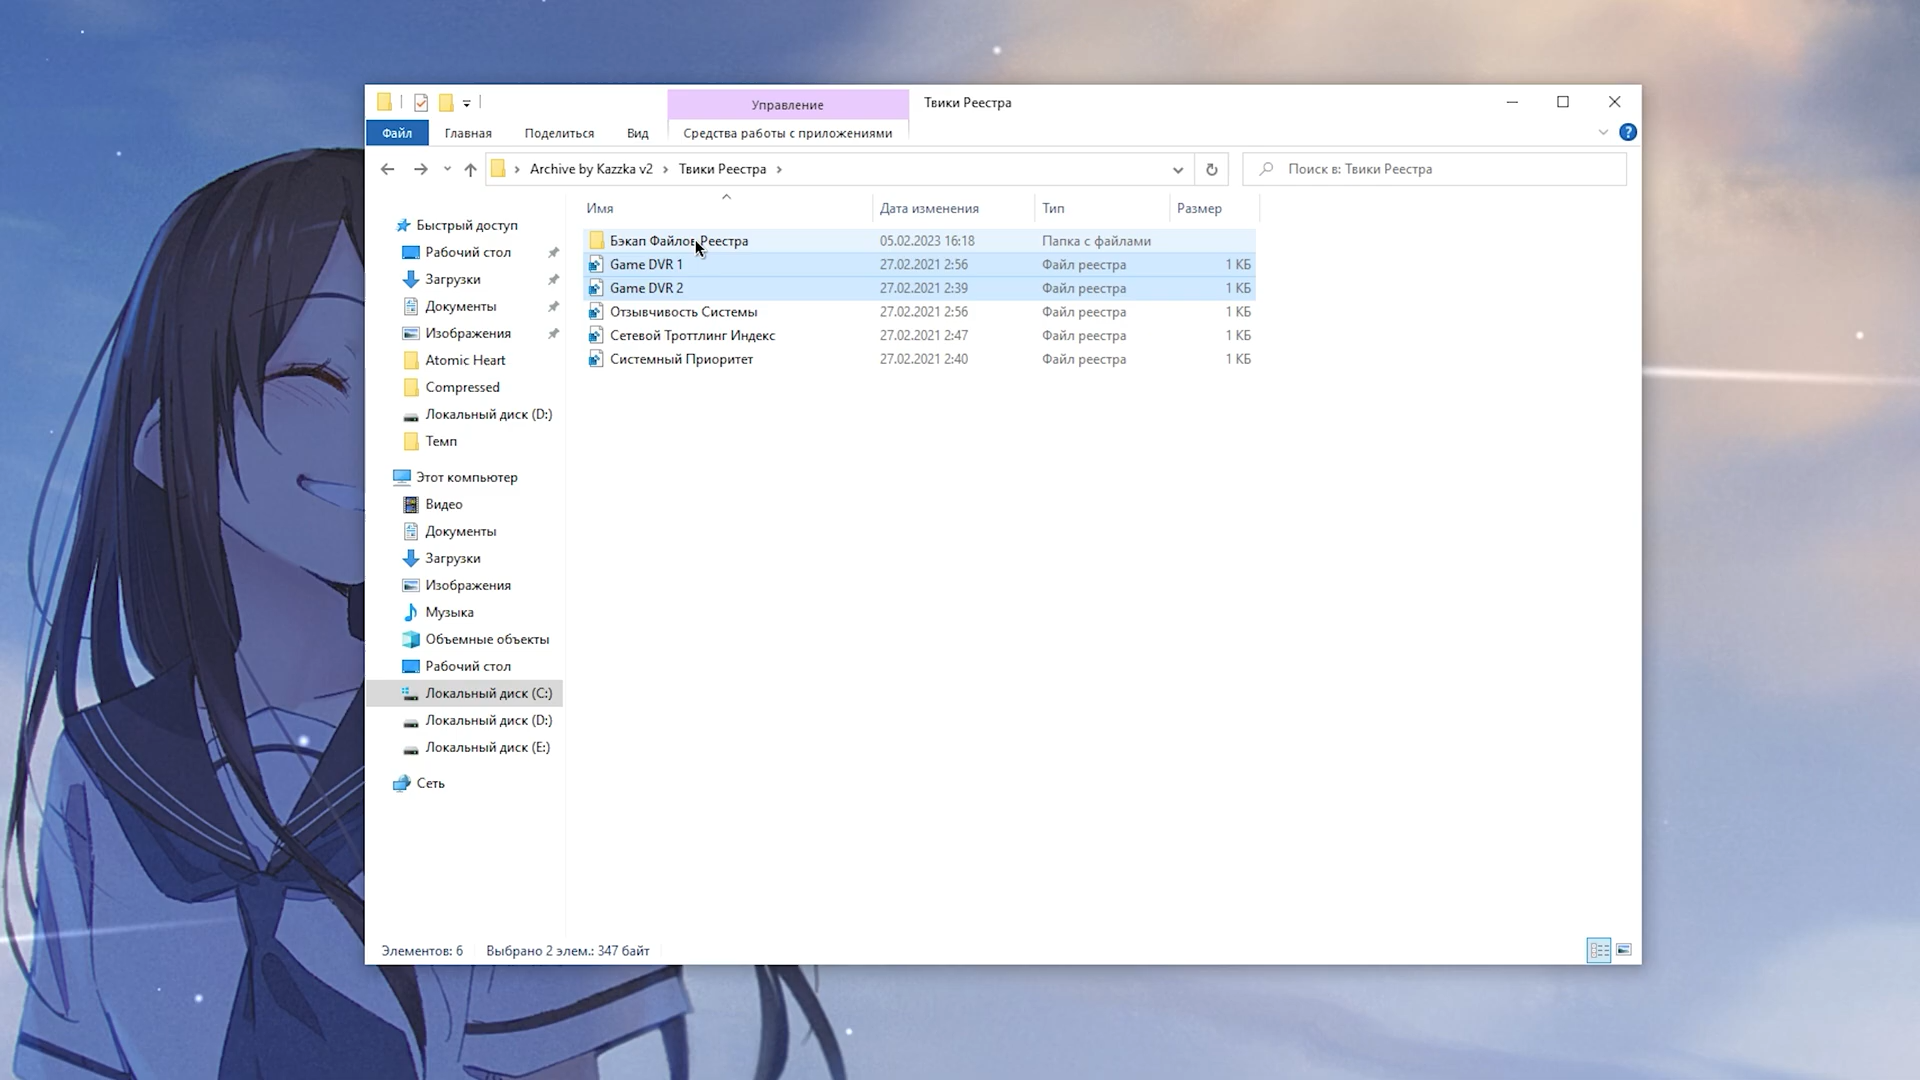 Управление
Твики Реестра
Файл
Главная
Поделиться
Вид
Средства работы с приложениями
Archive by Kazzka v2
Твики Реестра
Поиск в: Твики Реестра
Имя
Дата изменения
Тип
Размер
Бэкап Файлов Реестра 05.02.2023 16:18 Папка с файлами
Game DVR 1 27.02.2021 2:56 Файл реестра 1 КБ
Game DVR 2 27.02.2021 2:39 Файл реестра 1 КБ
Отзывчивость Системы 27.02.2021 2:56 Файл реестра 1 КБ
Сетевой Троттлинг Индекс 27.02.2021 2:47 Файл реестра 1 КБ
Системный Приоритет 27.02.2021 2:40 Файл реестра 1 КБ
Быстрый доступ
Рабочий стол
Загрузки
Документы
Изображения
Atomic Heart
Compressed
Локальный диск (D:)
Темп
Этот компьютер
Видео
Документы
Загрузки
Изображения
Музыка
Объемные объекты
Рабочий стол
Локальный диск (C:)
Локальный диск (D:)
Локальный диск (E:)
Сеть
Элементов: 6
Выбрано 2 элем.: 347 байт